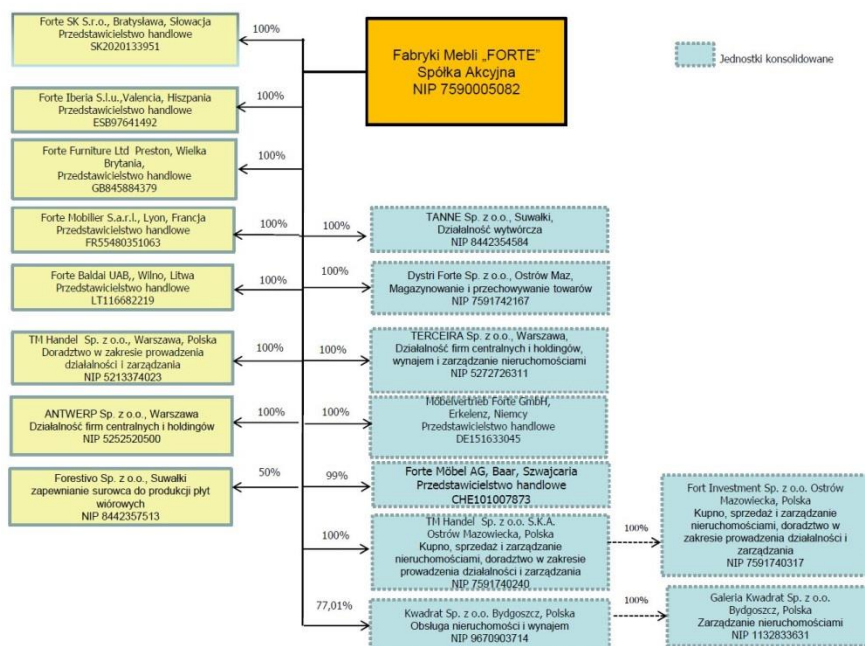 Forte SK S.r.o., Bratysława, Słowacja
Przedstawicielstwo handlowe
SK2020133951
100%
Fabryki Mebli „FORTE”
Spółka Akcyjna
NIP 7590005082
Jednostki konsolidowane
Forte Iberia S.l.u.,Valencia, Hiszpania
Przedstawicielstwo handlowe
ESB97641492
100%
Forte Furniture Ltd Preston, Wielka
Brytania,
Przedstawicielstwo handlowe
GB845884379
100%
Forte Mobilier S.a.r.l., Lyon, Francja
Przedstawicielstwo handlowe
FR55480351063
100%
100%
TANNE Sp. z o.o., Suwałki,
Działalność wytwórcza
NIP 8442354584
Forte Baldai UAB,, Wilno, Litwa
Przedstawicielstwo handlowe
LT116682219
100%
100%
Dystri Forte Sp. z o.o., Ostrów Maz,
Magazynowanie i przechowywanie towarów
NIP 7591742167
TM Handel Sp. z o.o., Warszawa, Polska
Doradztwo w zakresie prowadzenia
działalności i zarządzania
NIP 5213374023
100%
100%
TERCEIRA Sp. z o.o., Warszawa,
Działalność firm centralnych i holdingów,
wynajem i zarządzanie nieruchomościami
NIP 5272726311
ANTWERP Sp. z o.o., Warszawa
Działalność firm centralnych i holdingów
NIP 5252520500
100%
100%
Möbelvertrieb Forte GmbH,
Erkelenz, Niemcy
Przedstawicielstwo handlowe
DE151633045
Forestivo Sp. z o.o., Suwałki
zapewnianie surowca do produkcji płyt
wiórowych
NIP 8442357513
50%
99%
Forte Möbel AG, Baar, Szwajcaria
Przedstawicielstwo handlowe
CHE101007873
100%
TM Handel Sp. z o.o. S.K.A.
Ostrów Mazowiecka, Polska
Kupno, sprzedaż i zarządzanie
nieruchomościami, doradztwo w zakresie
prowadzenia działalności i zarządzania
NIP 7591740240
100%
Fort Investment Sp. z o.o. Ostrów
Mazowiecka, Polska
Kupno, sprzedaż i zarządzanie
nieruchomościami, doradztwo w
zakresie prowadzenia działalności i
zarządzania
NIP 7591740317
77,01%
Kwadrat Sp. z o.o. Bydgoszcz, Polska
Obsługa nieruchomości i wynajem
NIP 9670903714
100%
Galeria Kwadrat Sp. z o.o.
Bydgoszcz, Polska
Zarządzanie nieruchomościami
NIP 1132833631